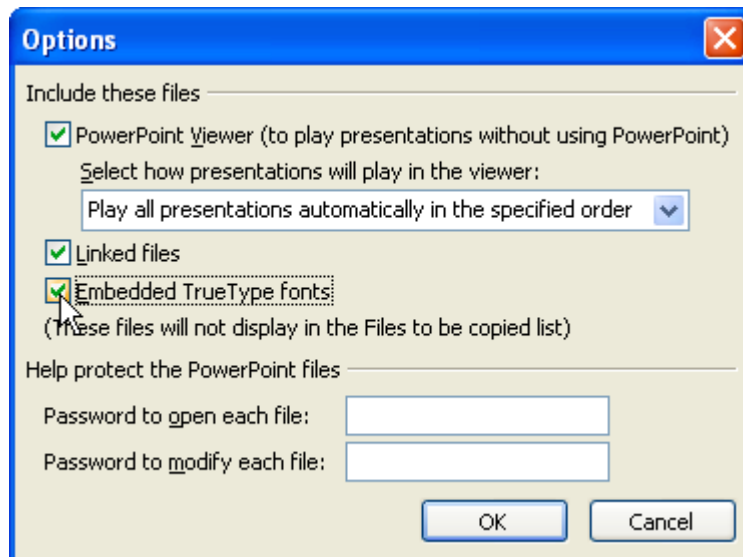 Options
Include these files
PowerPoint Viewer (to play presentations without using PowerPoint)
Select how presentations will play in the viewer:
Play all presentations automatically in the specified order
Linked files
Embedded TrueType fonts
(These files will not display in the Files to be copied list)
Help protect the PowerPoint files
Password to open each file:
Password to modify each file:
OK Cancel